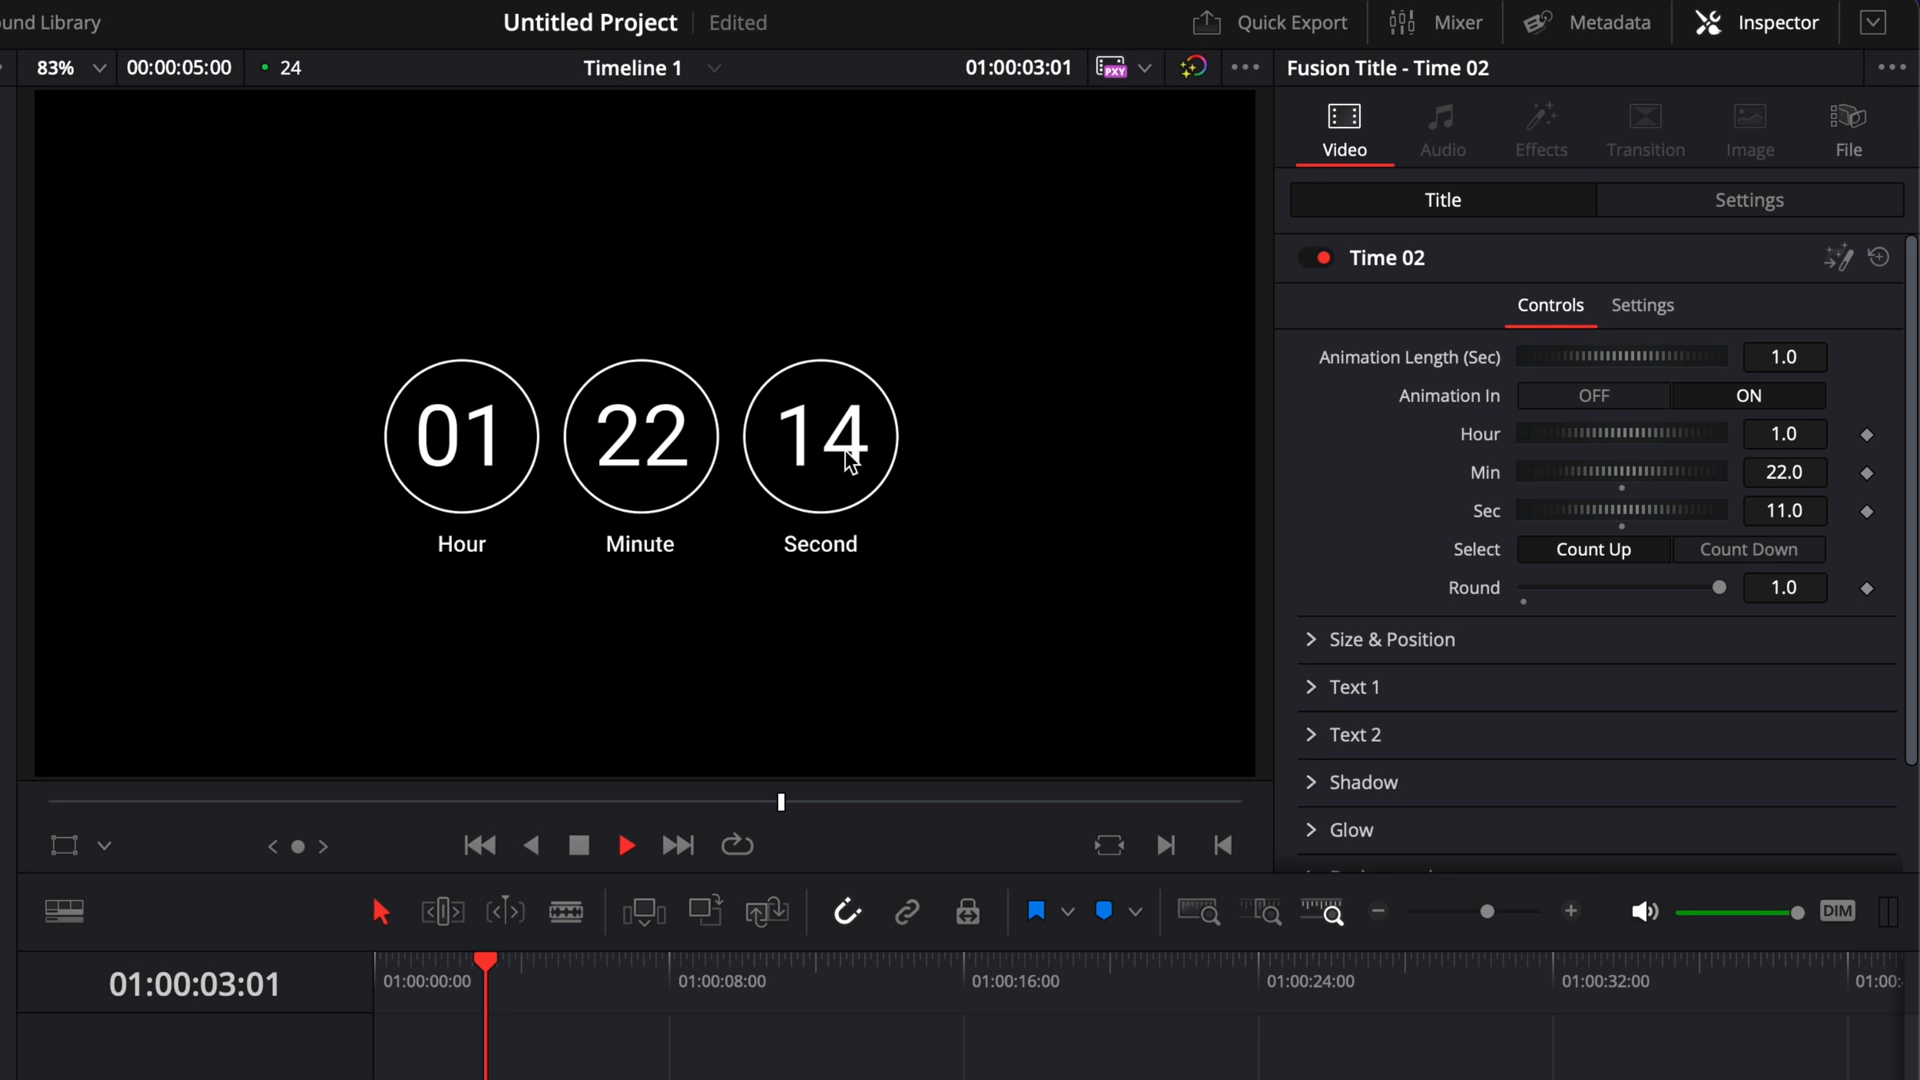 und Library
Untitled Project
Edited
Quick Export
Mixer
Metadata
Inspector
83%
00:00:05:00
24
Timeline 1
01:00:03:01
PXY
Fusion Title - Time 02
Video
Audio
Effects
Transition
Image
File
Title
Settings
Time 02
Controls
Settings
Animation Length (Sec)
1.0
Animation In
OFF
ON
Hour
1.0
Min
22.0
Sec
11.0
Select
Count Up
Count Down
Round
1.0
Size & Position
Text 1
Text 2
Shadow
Glow
01
22
14
Hour
Minute
Second
DIM
01:00:03:01
01:00:00:00
01:00:08:00
01:00:16:00
01:00:24:00
01:00:32:00
01:00: